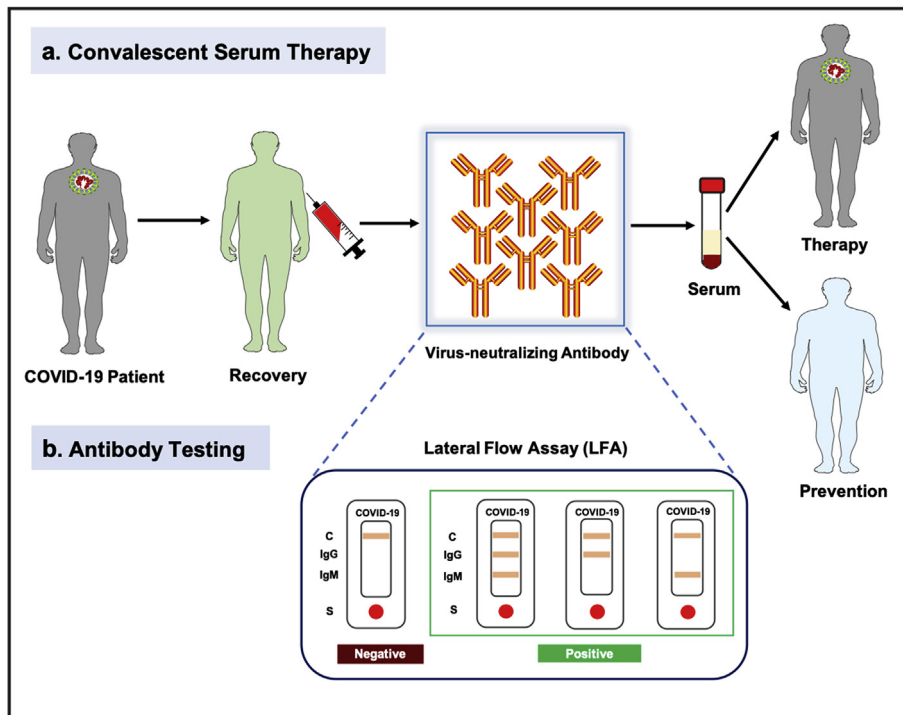 a. Convalescent Serum Therapy
COVID-19 Patient
Recovery
Virus-neutralizing Antibody
Serum
Therapy
Prevention
b. Antibody Testing
Lateral Flow Assay (LFA)
COVID-19
C
IgG
IgM
S
Negative
COVID-19 COVID-19 COVID-19
C
IgG
IgM
S
Positive